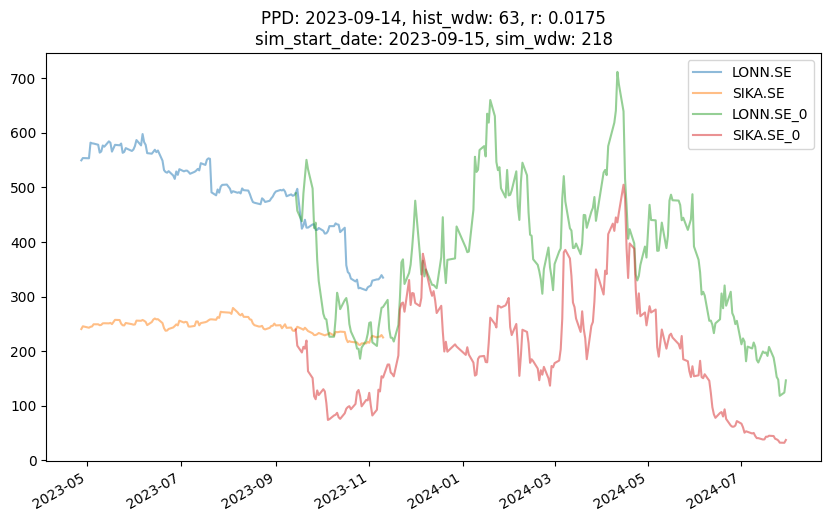 PPD: 2023-09-14, hist_wdw: 63, r: 0.0175
sim_start_date: 2023-09-15, sim_wdw: 218
LONN.SE
SIKA.SE
LONN.SE_0
SIKA.SE_0
700
600
500
400
300
200
100
0
2023-05
2023-07
2023-09
2023-11
2024-01
2024-03
2024-05
2024-07